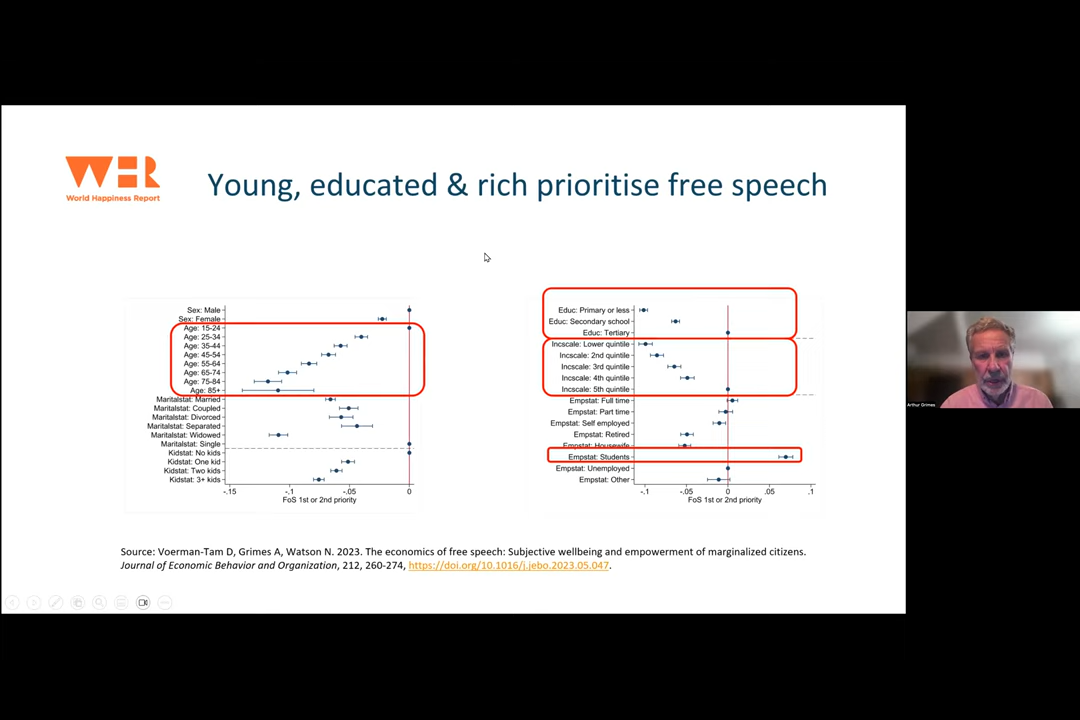 WHR
World Happiness Report
Young, educated & rich prioritise free speech
Sex: Male
Sex: Female
Age: 15-24
Age: 25-34
Age: 35-44
Age: 45-54
Age: 55-64
Age: 65-74
Age: 75-84
Age: 85+
Maritalstat: Married
Maritalstat: Coupled
Maritalstat: Divorced
Maritalstat: Separated
Maritalstat: Widowed
Maritalstat: Single
Kidstat: No kids
Kidstat: One kid
Kidstat: Two kids
Kidstat: 3+ kids
-.15 -.1 -.05 0
FoS 1st or 2nd priority
Educ: Primary or less
Educ: Secondary school
Educ: Tertiary
Incscale: Lower quintile
Incscale: 2nd quintile
Incscale: 3rd quintile
Incscale: 4th quintile
Incscale: 5th quintile
Empstat: Full time
Empstat: Part time
Empstat: Self employed
Empstat: Retired
Empstat: Housewife
Empstat: Students
Empstat: Unemployed
Empstat: Other
-.1 -.05 0 .05 .1
FoS 1st or 2nd priority
Source: Voerman-Tam D, Grimes A, Watson N. 2023. The economics of free speech: Subjective wellbeing and empowerment of marginalized citizens.
Journal of Economic Behavior and Organization, 212, 260-274, https://doi.org/10.1016/j.jebo.2023.05.047.
Arthur Grimes